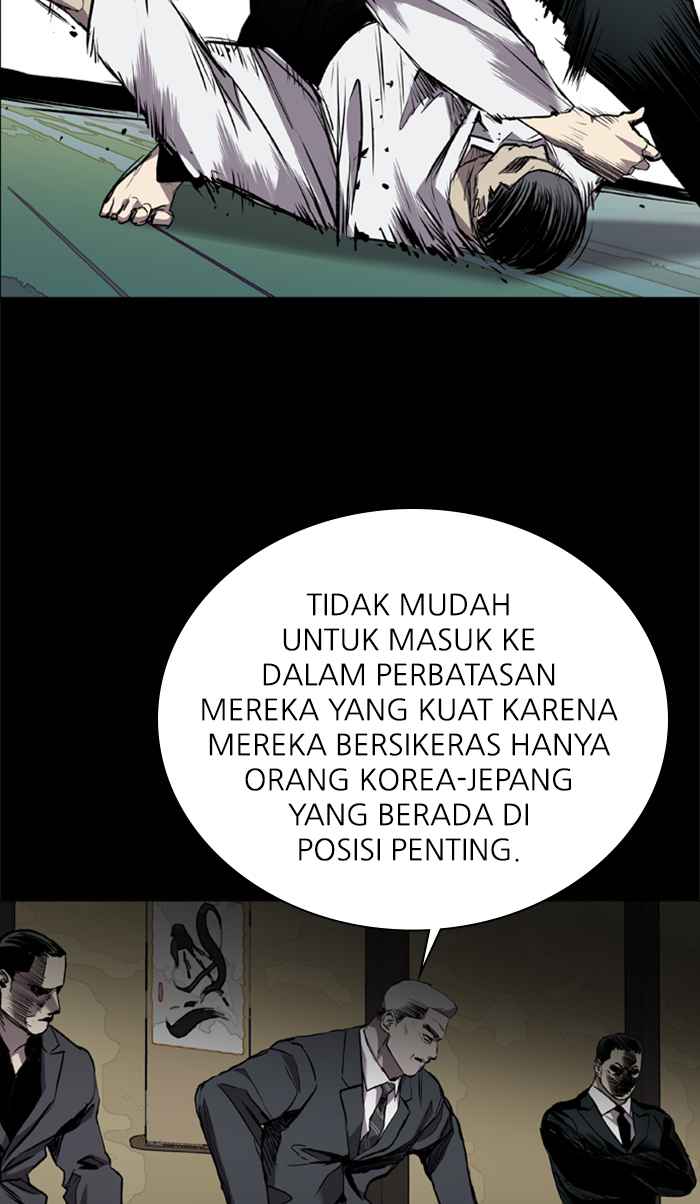 TIDAK MUDAH
UNTUK MASUK KE
DALAM PERBATASAN
MEREKA YANG KUAT KARENA
MEREKA BERSIKERAS HANYA
ORANG KOREA-JEPANG
YANG BERADA DI
POSISI PENTING.